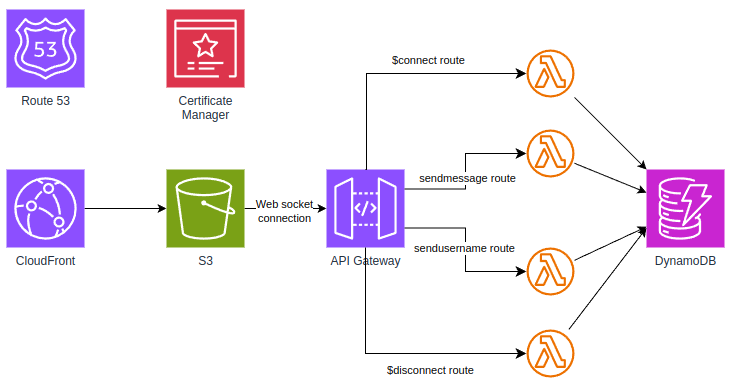 53
Route 53
Certificate
Manager
$connect route
sendmessage route
Web socket
connection
CloudFront
S3
API Gateway
sendusername route
DynamoDB
$disconnect route